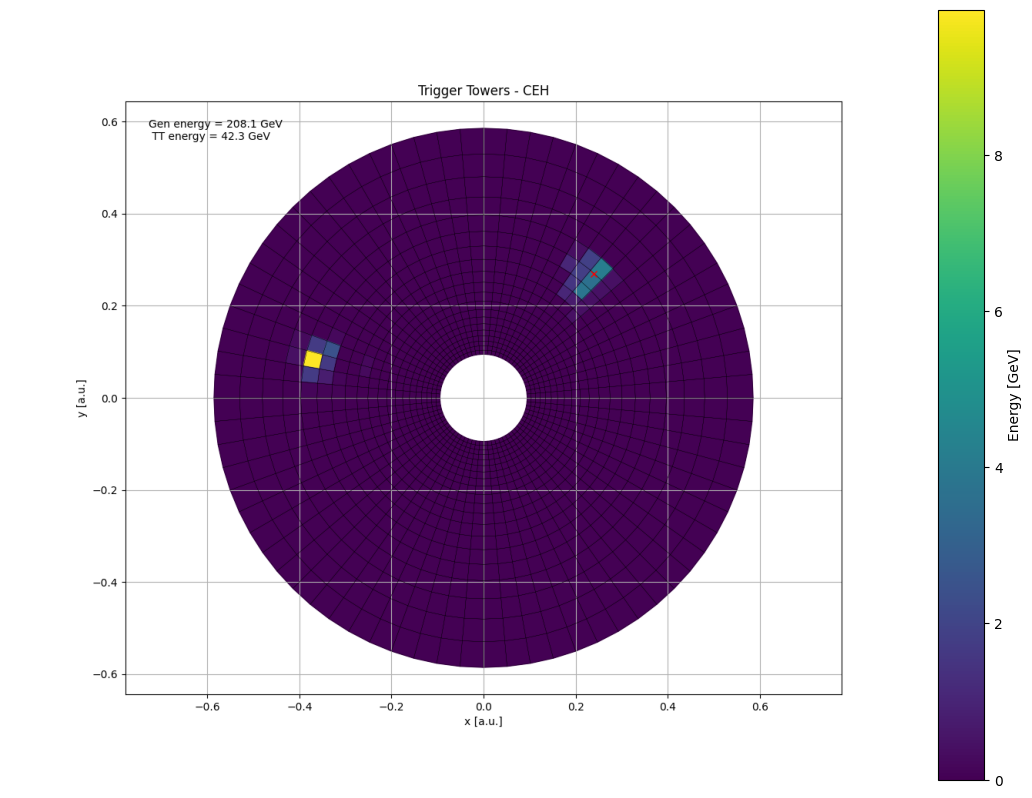 Trigger Towers - CEH
Gen energy = 208.1 GeV
TT energy = 42.3 GeV
0.6
0.4
0.2
0.0
−0.2
−0.4
−0.6
y [a.u.]
−0.6 −0.4 −0.2 0.0 0.2 0.4 0.6
x [a.u.]
8
6
4
2
0
Energy [GeV]